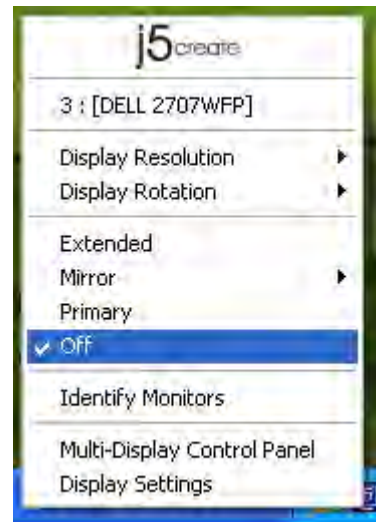 j5create
3 : [DELL 2707WFP]
Display Resolution
Display Rotation
Extended
Mirror
Primary
Off
Identify Monitors
Multi-Display Control Panel
Display Settings